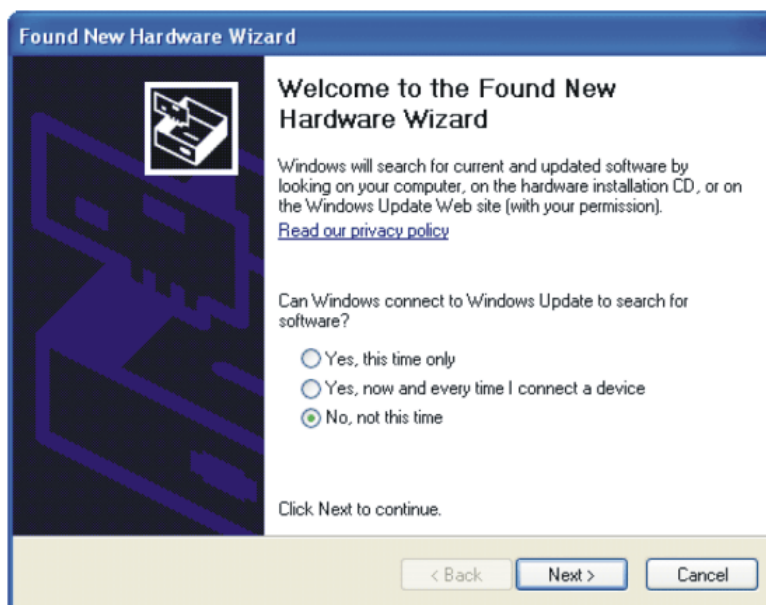 Found New Hardware Wizard
Welcome to the Found New
Hardware Wizard
Windows will search for current and updated software by
looking on your computer, on the hardware installation CD, or on
the Windows Update Web site (with your permission).
Read our privacy policy
Can Windows connect to Windows Update to search for
software?
Yes, this time only
Yes, now and every time I connect a device
No, not this time
Click Next to continue.
< Back Next > Cancel